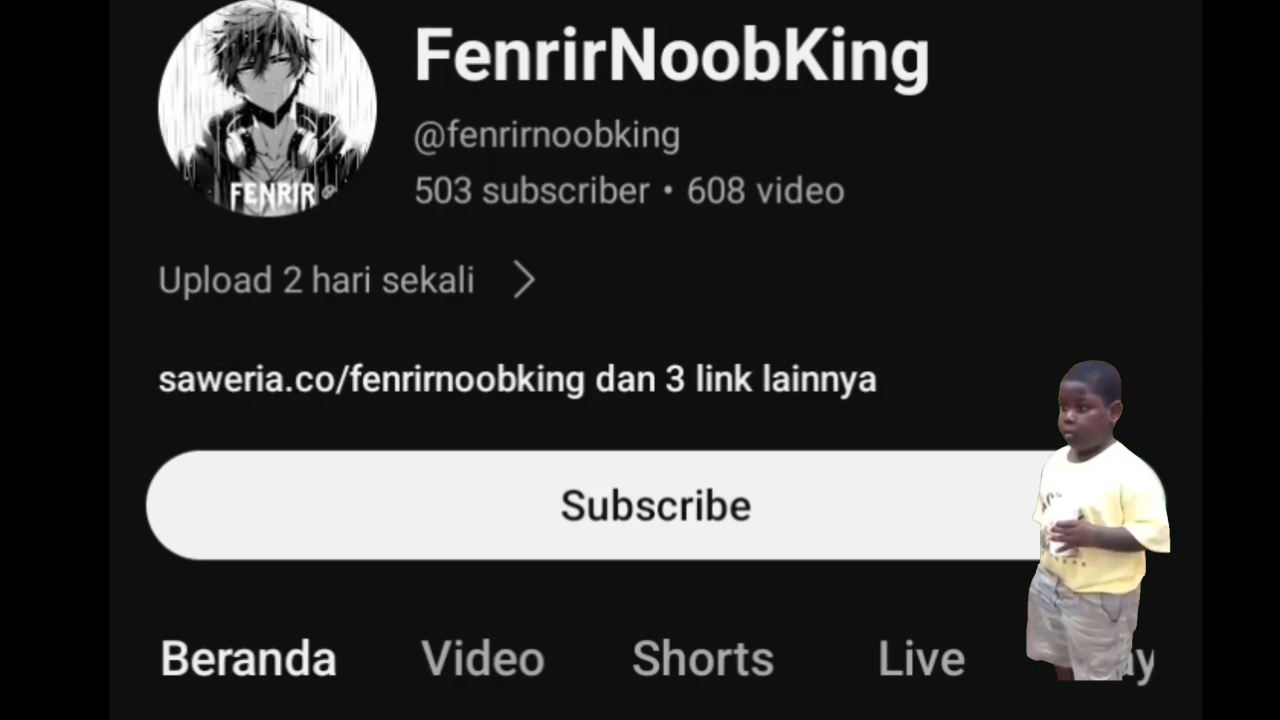 FENRIR
FenrirNoobKing
@fenrirnoobking
503 subscriber • 608 video
Upload 2 hari sekali
saweria.co/fenrirnoobking dan 3 link lainnya
Subscribe
Beranda Video Shorts Live